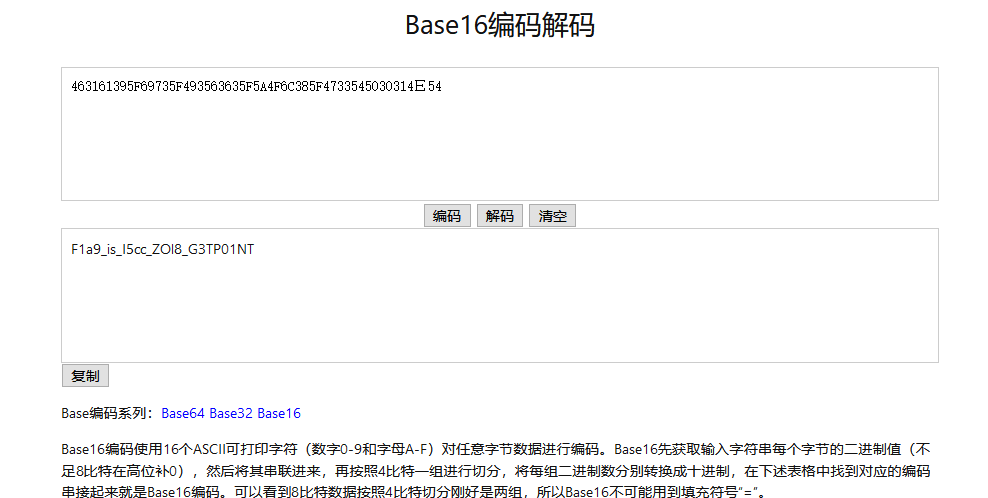 Base16编码解码
463161395F69735F493563635F5A4F6C385F4733545030314E54
编码 解码 清空
F1a9_is_I5cc_ZOl8_G3TP01NT
复制
Base编码系列：Base64 Base32 Base16
Base16编码使用16个ASCII可打印字符（数字0-9和字母A-F）对任意字节数据进行编码。Base16先获取输入字符串每个字节的二进制值（不
足8比特在高位补0），然后将其串联进来，再按照4比特一组进行切分，将每组二进制数分别转换成十进制，在下述表格中找到对应的编码
串接起来就是Base16编码。可以看到8比特数据按照4比特切分刚好是两组，所以Base16不可能用到填充符号“=”。